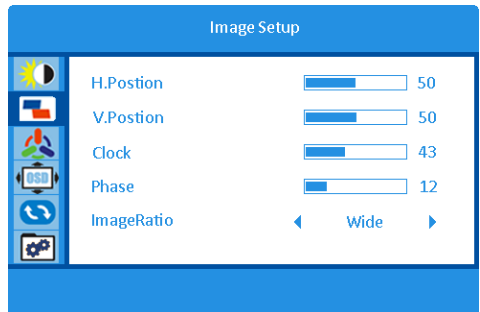 Image Setup
H.Postion 50
V.Postion 50
Clock 43
Phase 12
OSD
ImageRatio Wide